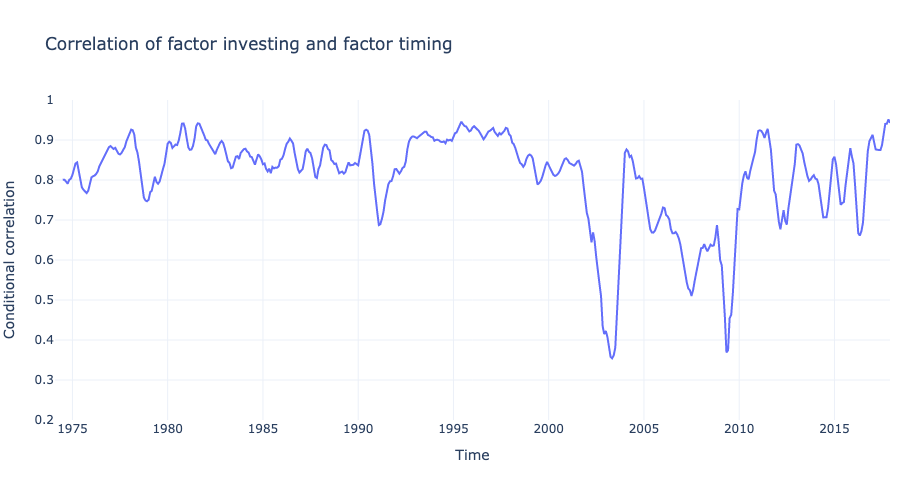 Correlation of factor investing and factor timing
1
0.9
0.8
0.7
0.6
0.5
0.4
0.3
0.2
Conditional correlation
1975 1980 1985 1990 1995 2000 2005 2010 2015
Time